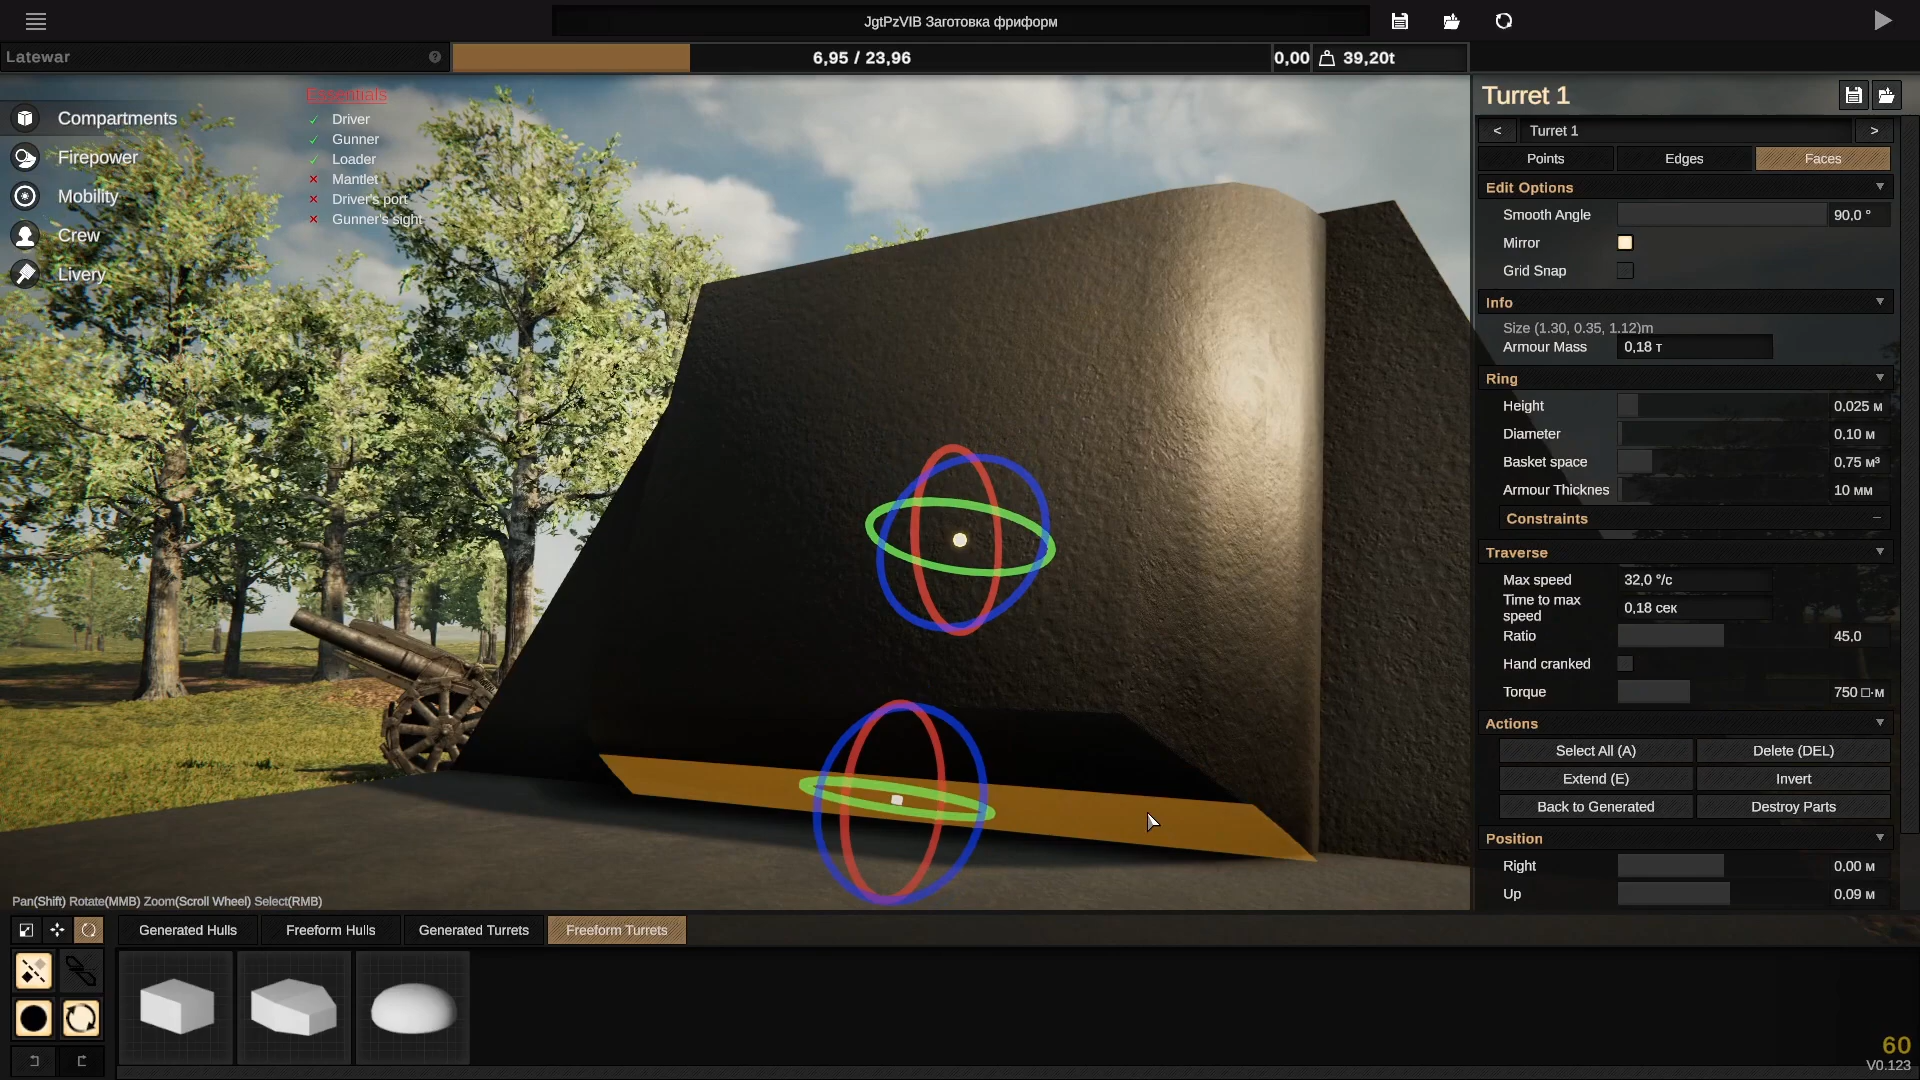 JgtPzVIB Заготовка фриформ
Latewar
6,95 / 23,96
0,00
39,20t
Essentials
Driver
Gunner
Loader
Mantlet
Driver's port
Gunner's sight
Compartments
Firepower
Mobility
Crew
Livery
Turret 1
<
Turret 1
>
Points
Edges
Faces
Edit Options
Smooth Angle
90,0 °
Mirror
Grid Snap
Info
Size (1.30, 0.35, 1.12)m
Armour Mass
0,18 т
Ring
Height
0,025 м
Diameter
0,10 м
Basket space
0,75 м³
Armour Thicknes
10 мм
Constraints
Traverse
Max speed
32,0 °/с
Time to max speed
0,18 сек
Ratio
45,0
Hand cranked
Torque
750 □·м
Actions
Select All (A)
Delete (DEL)
Extend (E)
Invert
Back to Generated
Destroy Parts
Position
Right
0,00 м
Up
0,09 м
Pan(Shift) Rotate(MMB) Zoom(Scroll Wheel) Select(RMB)
Generated Hulls
Freeform Hulls
Generated Turrets
Freeform Turrets
60
V0.123